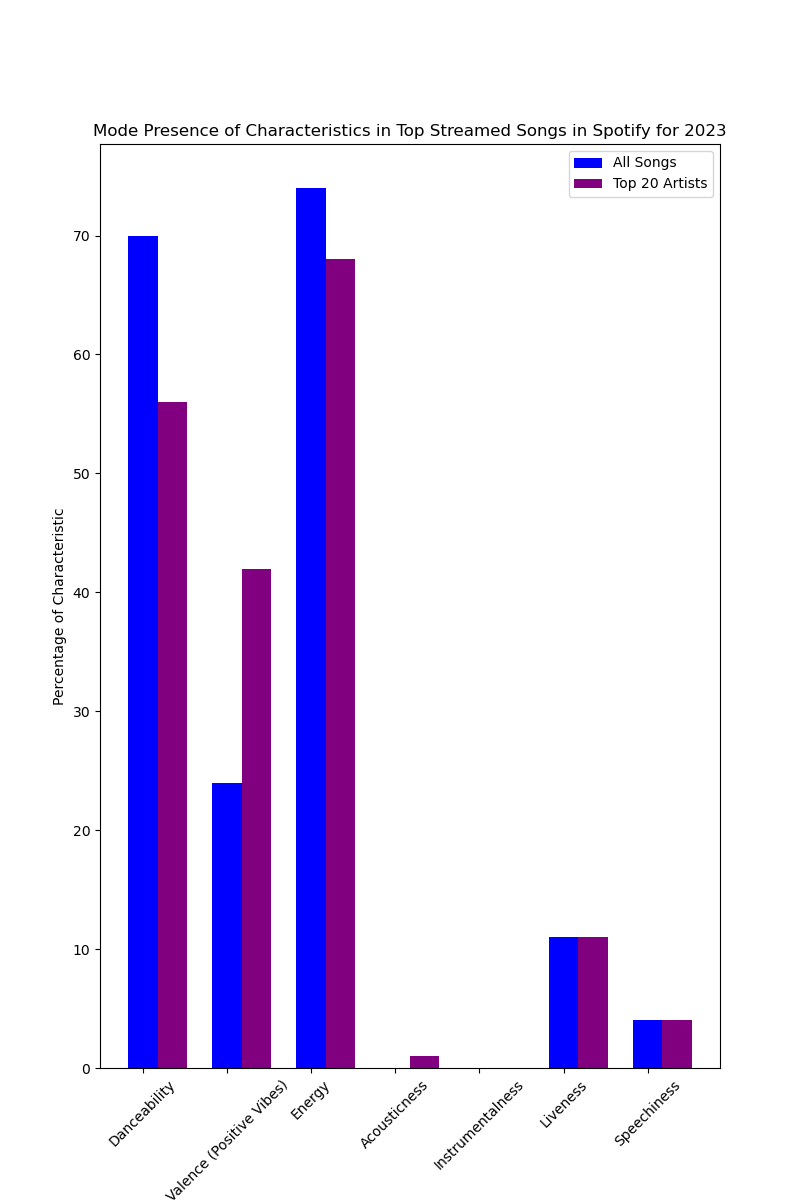 Mode Presence of Characteristics in Top Streamed Songs in Spotify for 2023
All Songs
Top 20 Artists
Percentage of Characteristic
70
60
50
40
30
20
10
0
Danceability
Valence (Positive Vibes)
Energy
Acousticness
Instrumentalness
Liveness
Speechiness